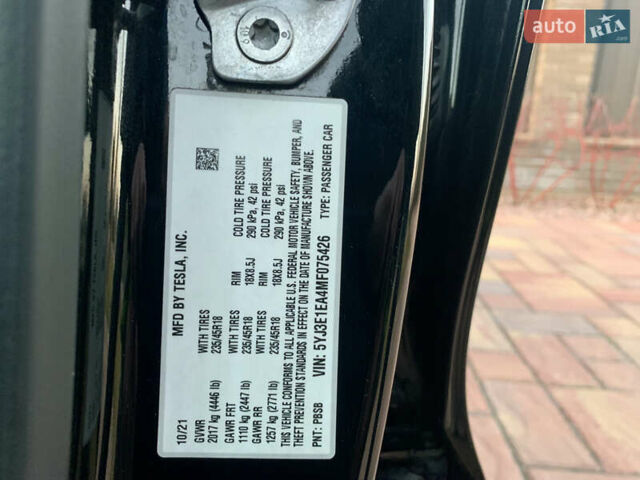 auto RIA
.com
MFD BY TESLA, INC.
10/21
GVWR
2017 kg (4446 lb)
WITH TIRES
235/45R18
RIM
18X8.5J
COLD TIRE PRESSURE
290 kPa, 42 psi
GAWR FRT
1110 kg (2447 lb)
WITH TIRES
235/45R18
RIM
18X8.5J
COLD TIRE PRESSURE
290 kPa, 42 psi
GAWR RR
1257 kg (2771 lb)
THIS VEHICLE CONFORMS TO ALL U.S. FEDERAL MOTOR VEHICLE SAFETY, BUMPER, AND
THEFT PREVENTION STANDARDS IN EFFECT ON THE DATE OF MANUFACTURE SHOWN ABOVE.
PNT: PBSB
VIN: 5YJ3E1EA4MF075426
TYPE: PASSENGER CAR